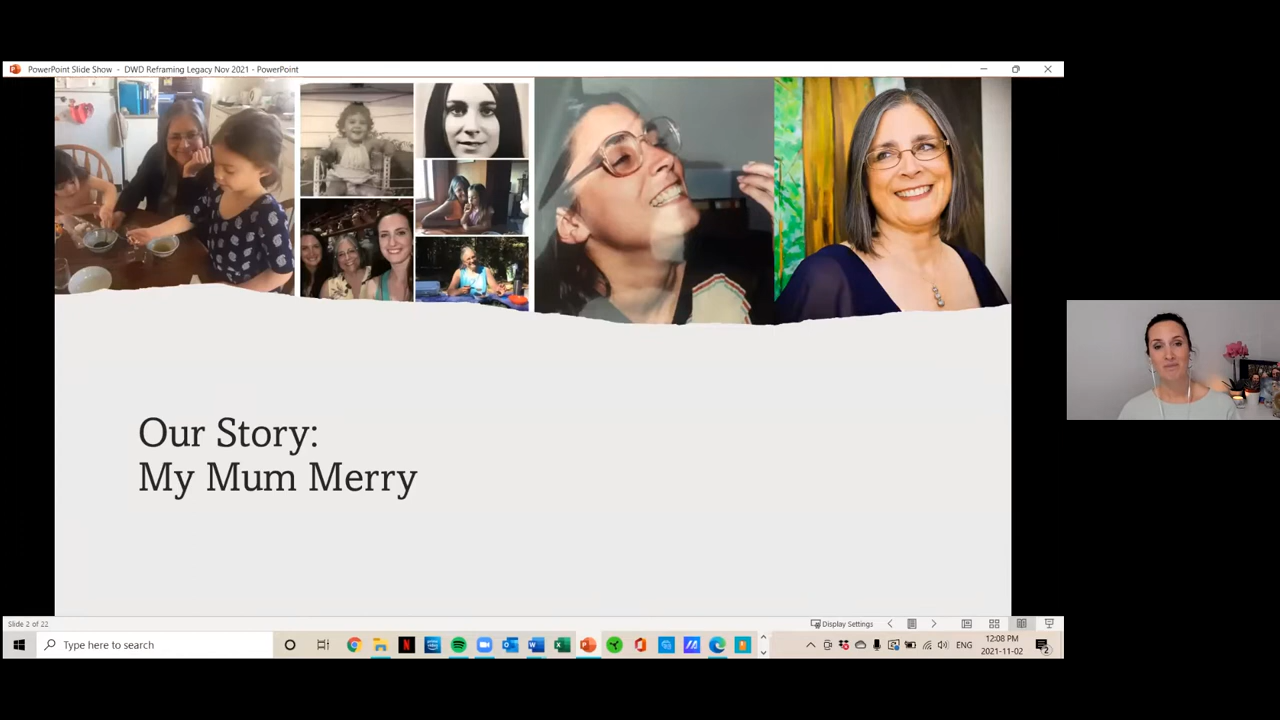 PowerPoint Slide Show - DWD Reframing Legacy Nov 2021 - PowerPoint
Our Story:
My Mum Merry
Slide 2 of 22
Display Settings
Type here to search
ENG
12:08 PM
2021-11-02
2